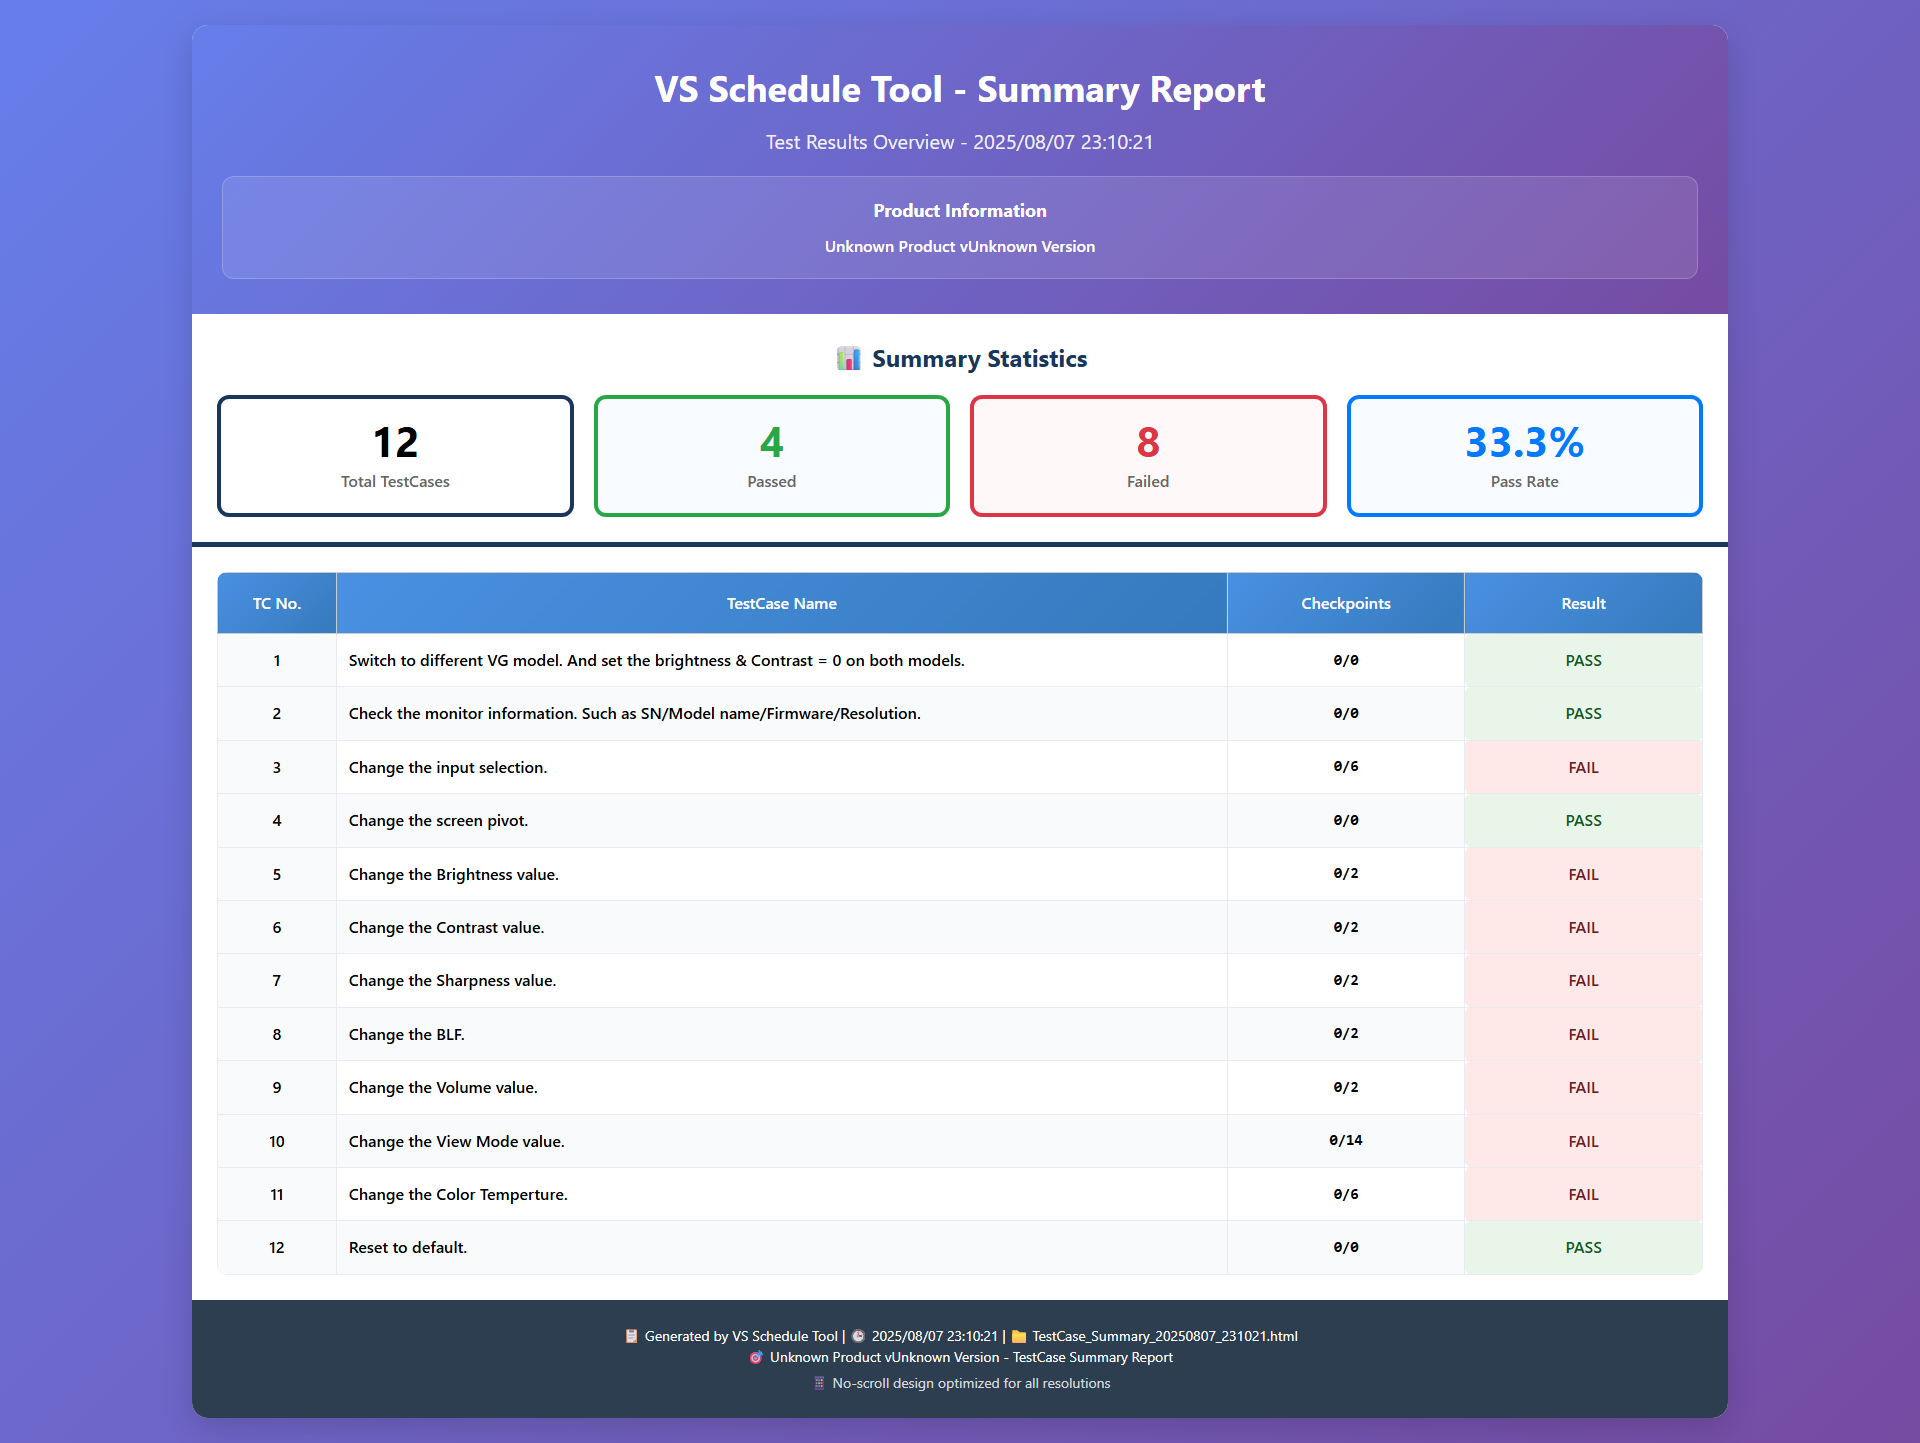 VS Schedule Tool - Summary Report
Test Results Overview - 2025/08/07 23:10:21
Product Information
Unknown Product vUnknown Version
Summary Statistics
12
Total TestCases
4
Passed
8
Failed
33.3%
Pass Rate
TC No. TestCase Name Checkpoints Result
1 Switch to different VG model. And set the brightness & Contrast = 0 on both models. 0/0 PASS
2 Check the monitor information. Such as SN/Model name/Firmware/Resolution. 0/0 PASS
3 Change the input selection. 0/6 FAIL
4 Change the screen pivot. 0/0 PASS
5 Change the Brightness value. 0/2 FAIL
6 Change the Contrast value. 0/2 FAIL
7 Change the Sharpness value. 0/2 FAIL
8 Change the BLF. 0/2 FAIL
9 Change the Volume value. 0/2 FAIL
10 Change the View Mode value. 0/14 FAIL
11 Change the Color Temperture. 0/6 FAIL
12 Reset to default. 0/0 PASS
Generated by VS Schedule Tool | 2025/08/07 23:10:21 | TestCase_Summary_20250807_231021.html
Unknown Product vUnknown Version - TestCase Summary Report
No-scroll design optimized for all resolutions